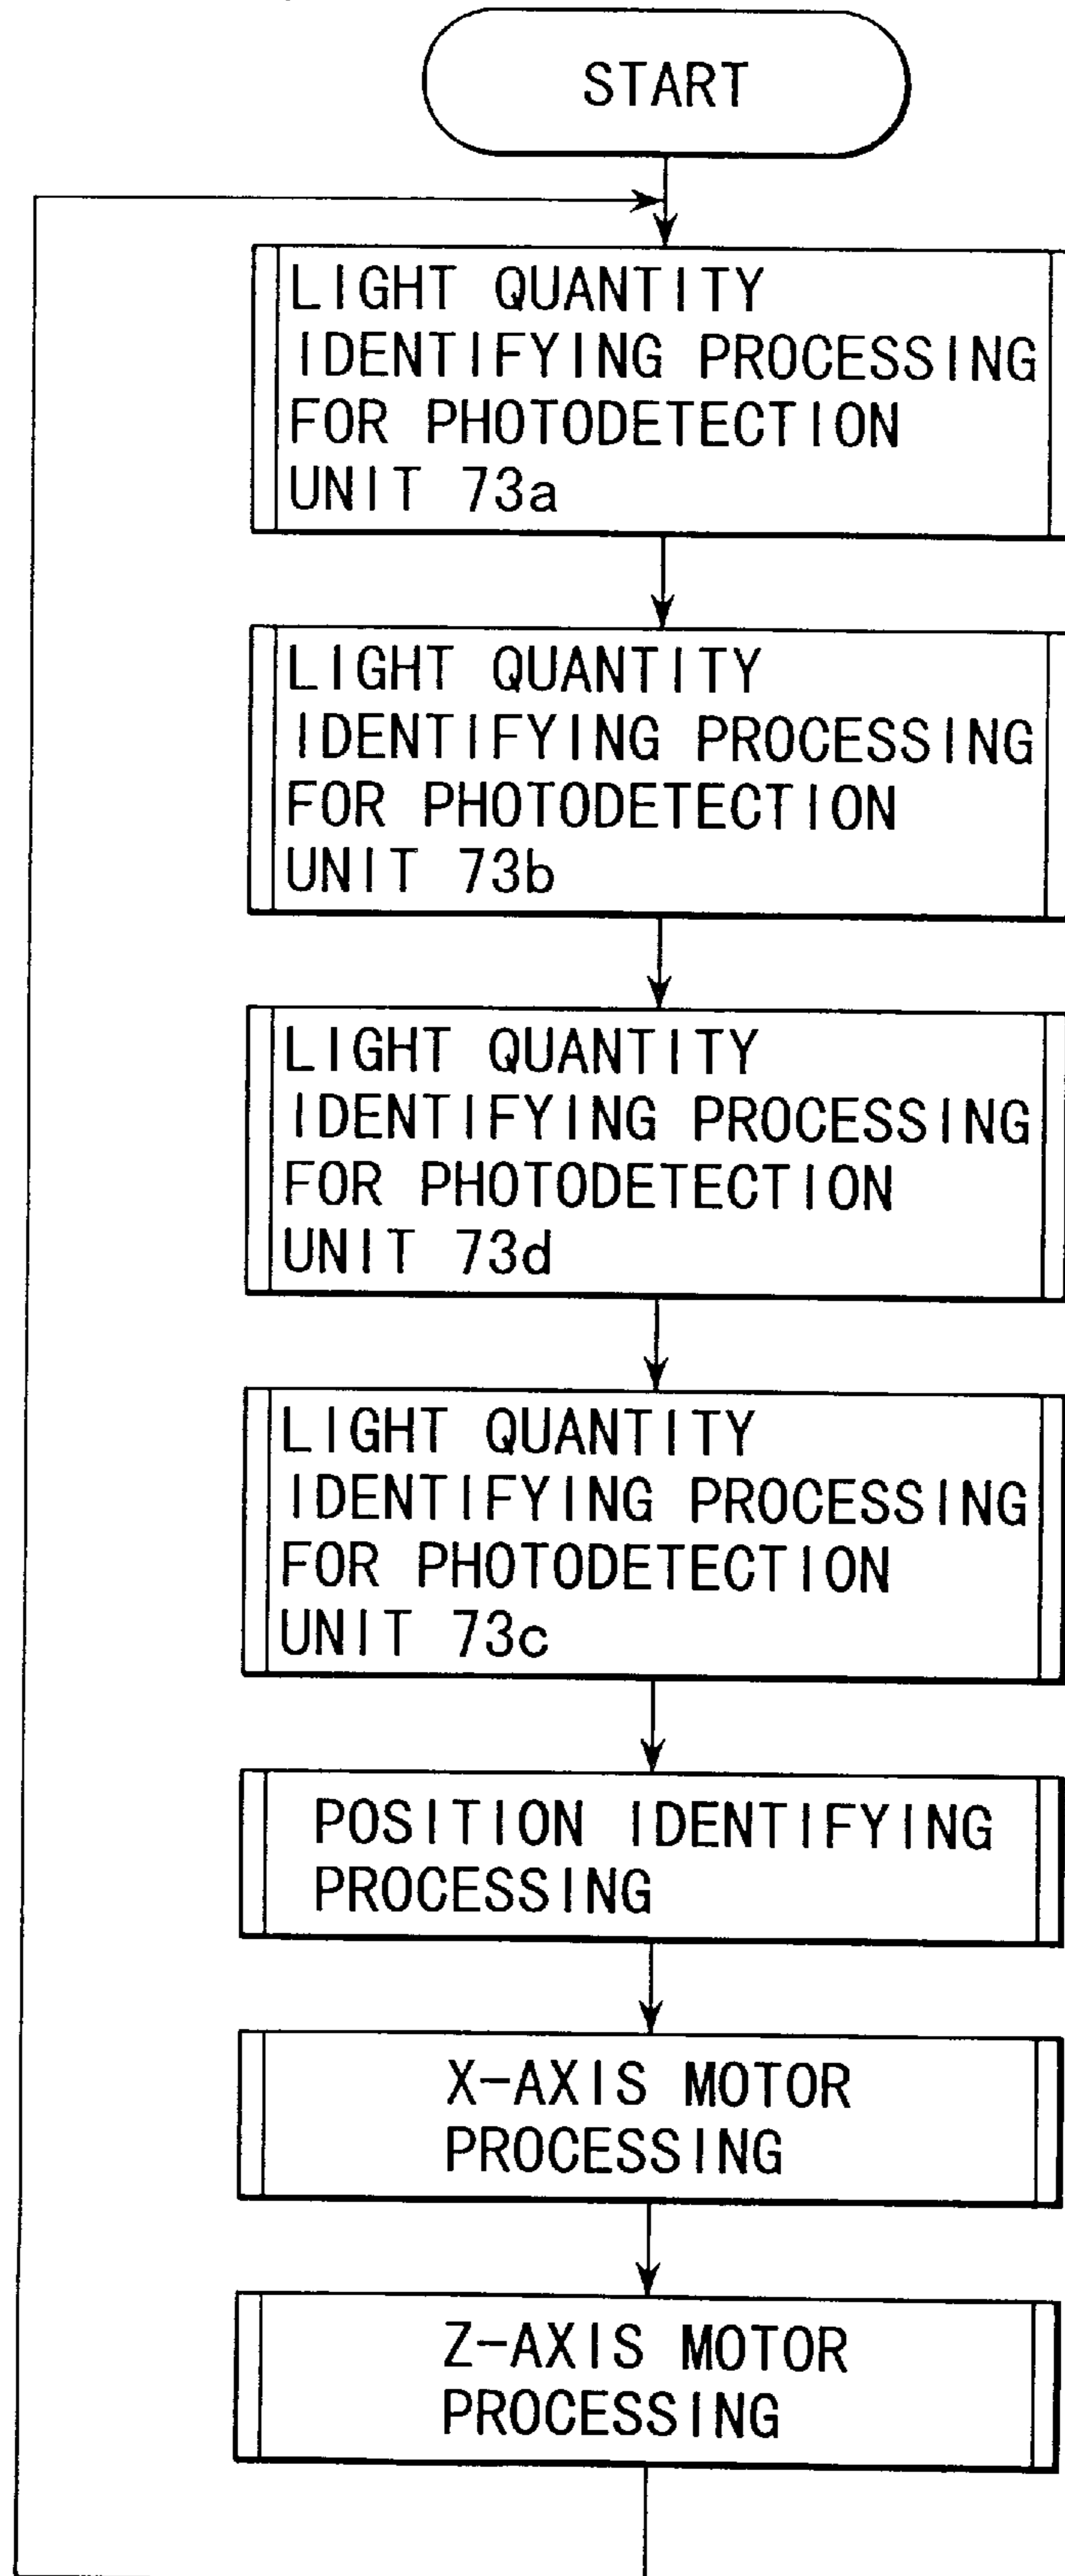 START
LIGHT QUANTITY
IDENTIFYING PROCESSING
FOR PHOTODETECTION
UNIT 73a
LIGHT QUANTITY
IDENTIFYING PROCESSING
FOR PHOTODETECTION
UNIT 73b
LIGHT QUANTITY
IDENTIFYING PROCESSING
FOR PHOTODETECTION
UNIT 73d
LIGHT QUANTITY
IDENTIFYING PROCESSING
FOR PHOTODETECTION
UNIT 73c
POSITION IDENTIFYING
PROCESSING
X-AXIS MOTOR
PROCESSING
Z-AXIS MOTOR
PROCESSING